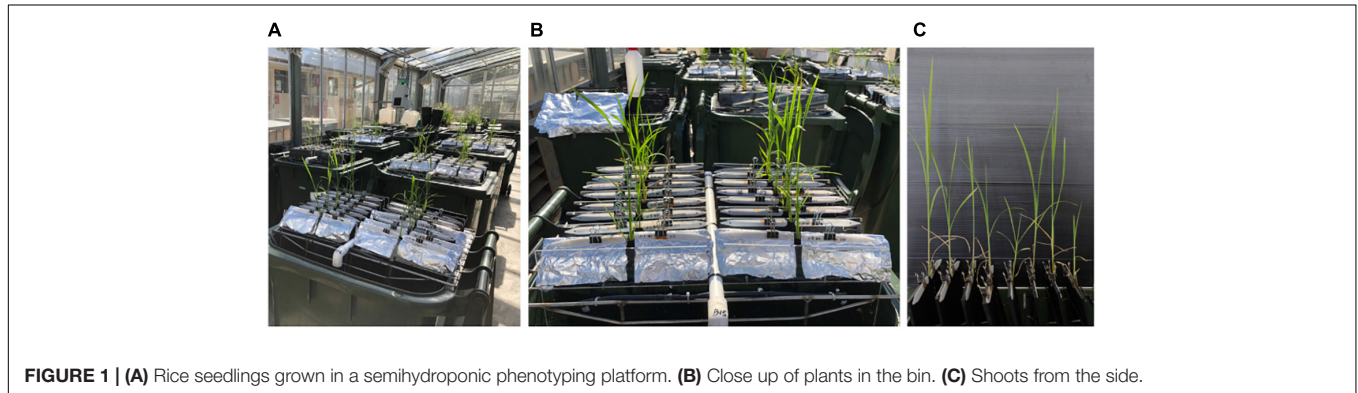 A
B
C
FIGURE 1 | (A) Rice seedlings grown in a semihydroponic phenotyping platform. (B) Close up of plants in the bin. (C) Shoots from the side.